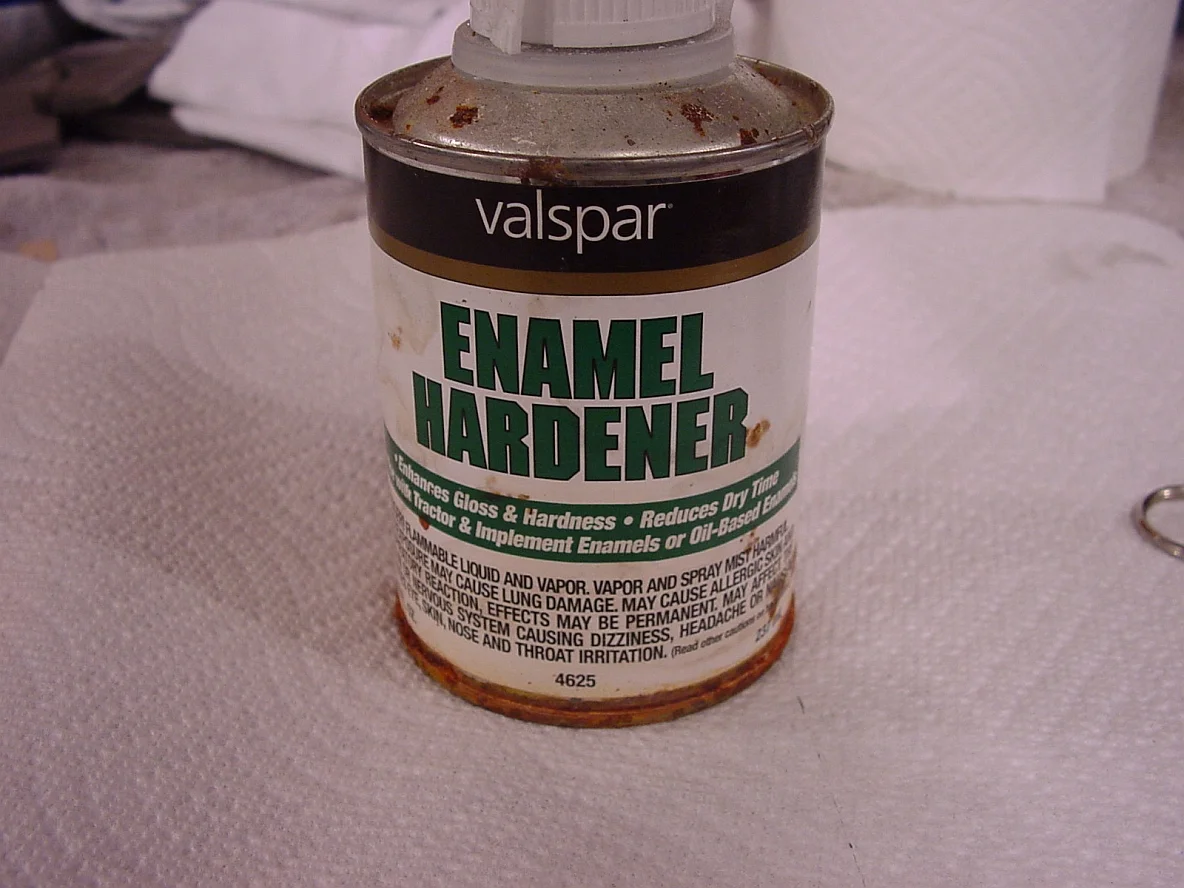 valspar
ENAMEL
HARDENER
• Enhances Gloss & Hardness • Reduces Dry Time
with Tractor & Implement Enamels or Oil-Based Enamels
FLAMMABLE LIQUID AND VAPOR. VAPOR AND SPRAY MIST HARMFUL
MAY CAUSE LUNG DAMAGE. MAY CAUSE ALLERGIC SKIN
REACTION, EFFECTS MAY BE PERMANENT. MAY AFFECT
NERVOUS SYSTEM CAUSING DIZZINESS, HEADACHE OR
SKIN, NOSE AND THROAT IRRITATION. (Read other cautions on
4625